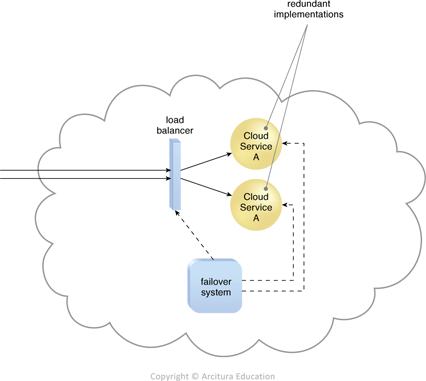 redundant
implementations
load
balancer
Cloud
Service
A
Cloud
Service
A
failover
system
Copyright © Arcitura Education